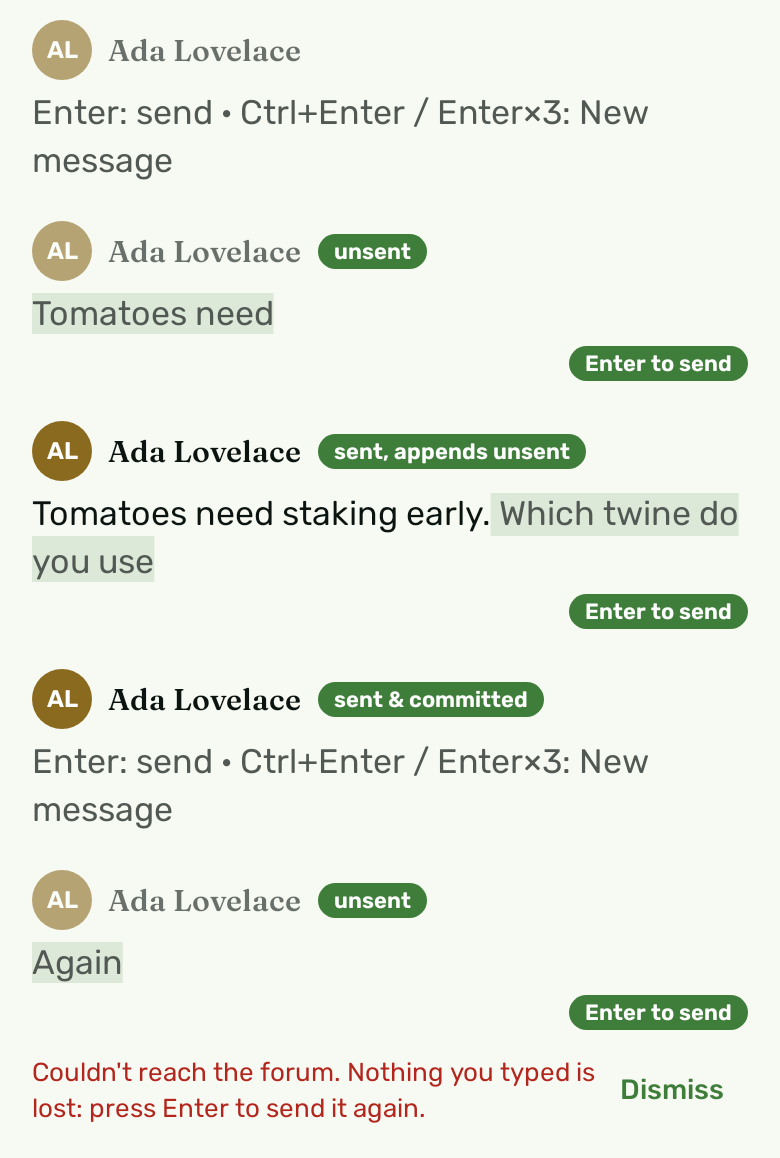 AL Ada Lovelace
Enter: send • Ctrl+Enter / Enter×3: New
message
AL Ada Lovelace unsent
Tomatoes need
Enter to send
AL Ada Lovelace sent, appends unsent
Tomatoes need staking early. Which twine do
you use
Enter to send
AL Ada Lovelace sent & committed
Enter: send • Ctrl+Enter / Enter×3: New
message
AL Ada Lovelace unsent
Again
Enter to send
Couldn't reach the forum. Nothing you typed is
lost: press Enter to send it again.
Dismiss